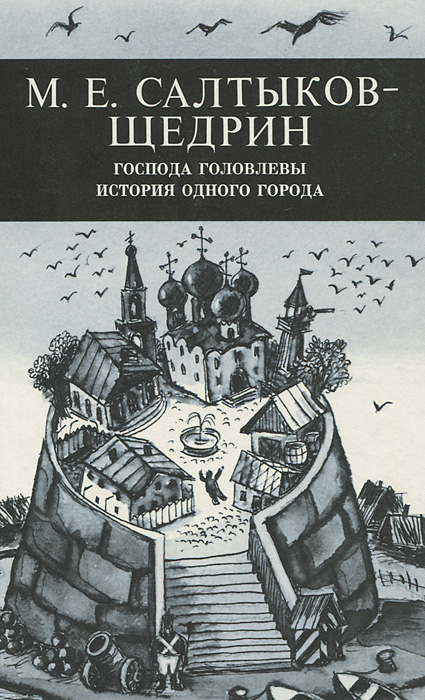 М. Е. САЛТЫКОВ-
ЩЕДРИН
ГОСПОДА ГОЛОВЛЕВЫ
ИСТОРИЯ ОДНОГО ГОРОДА